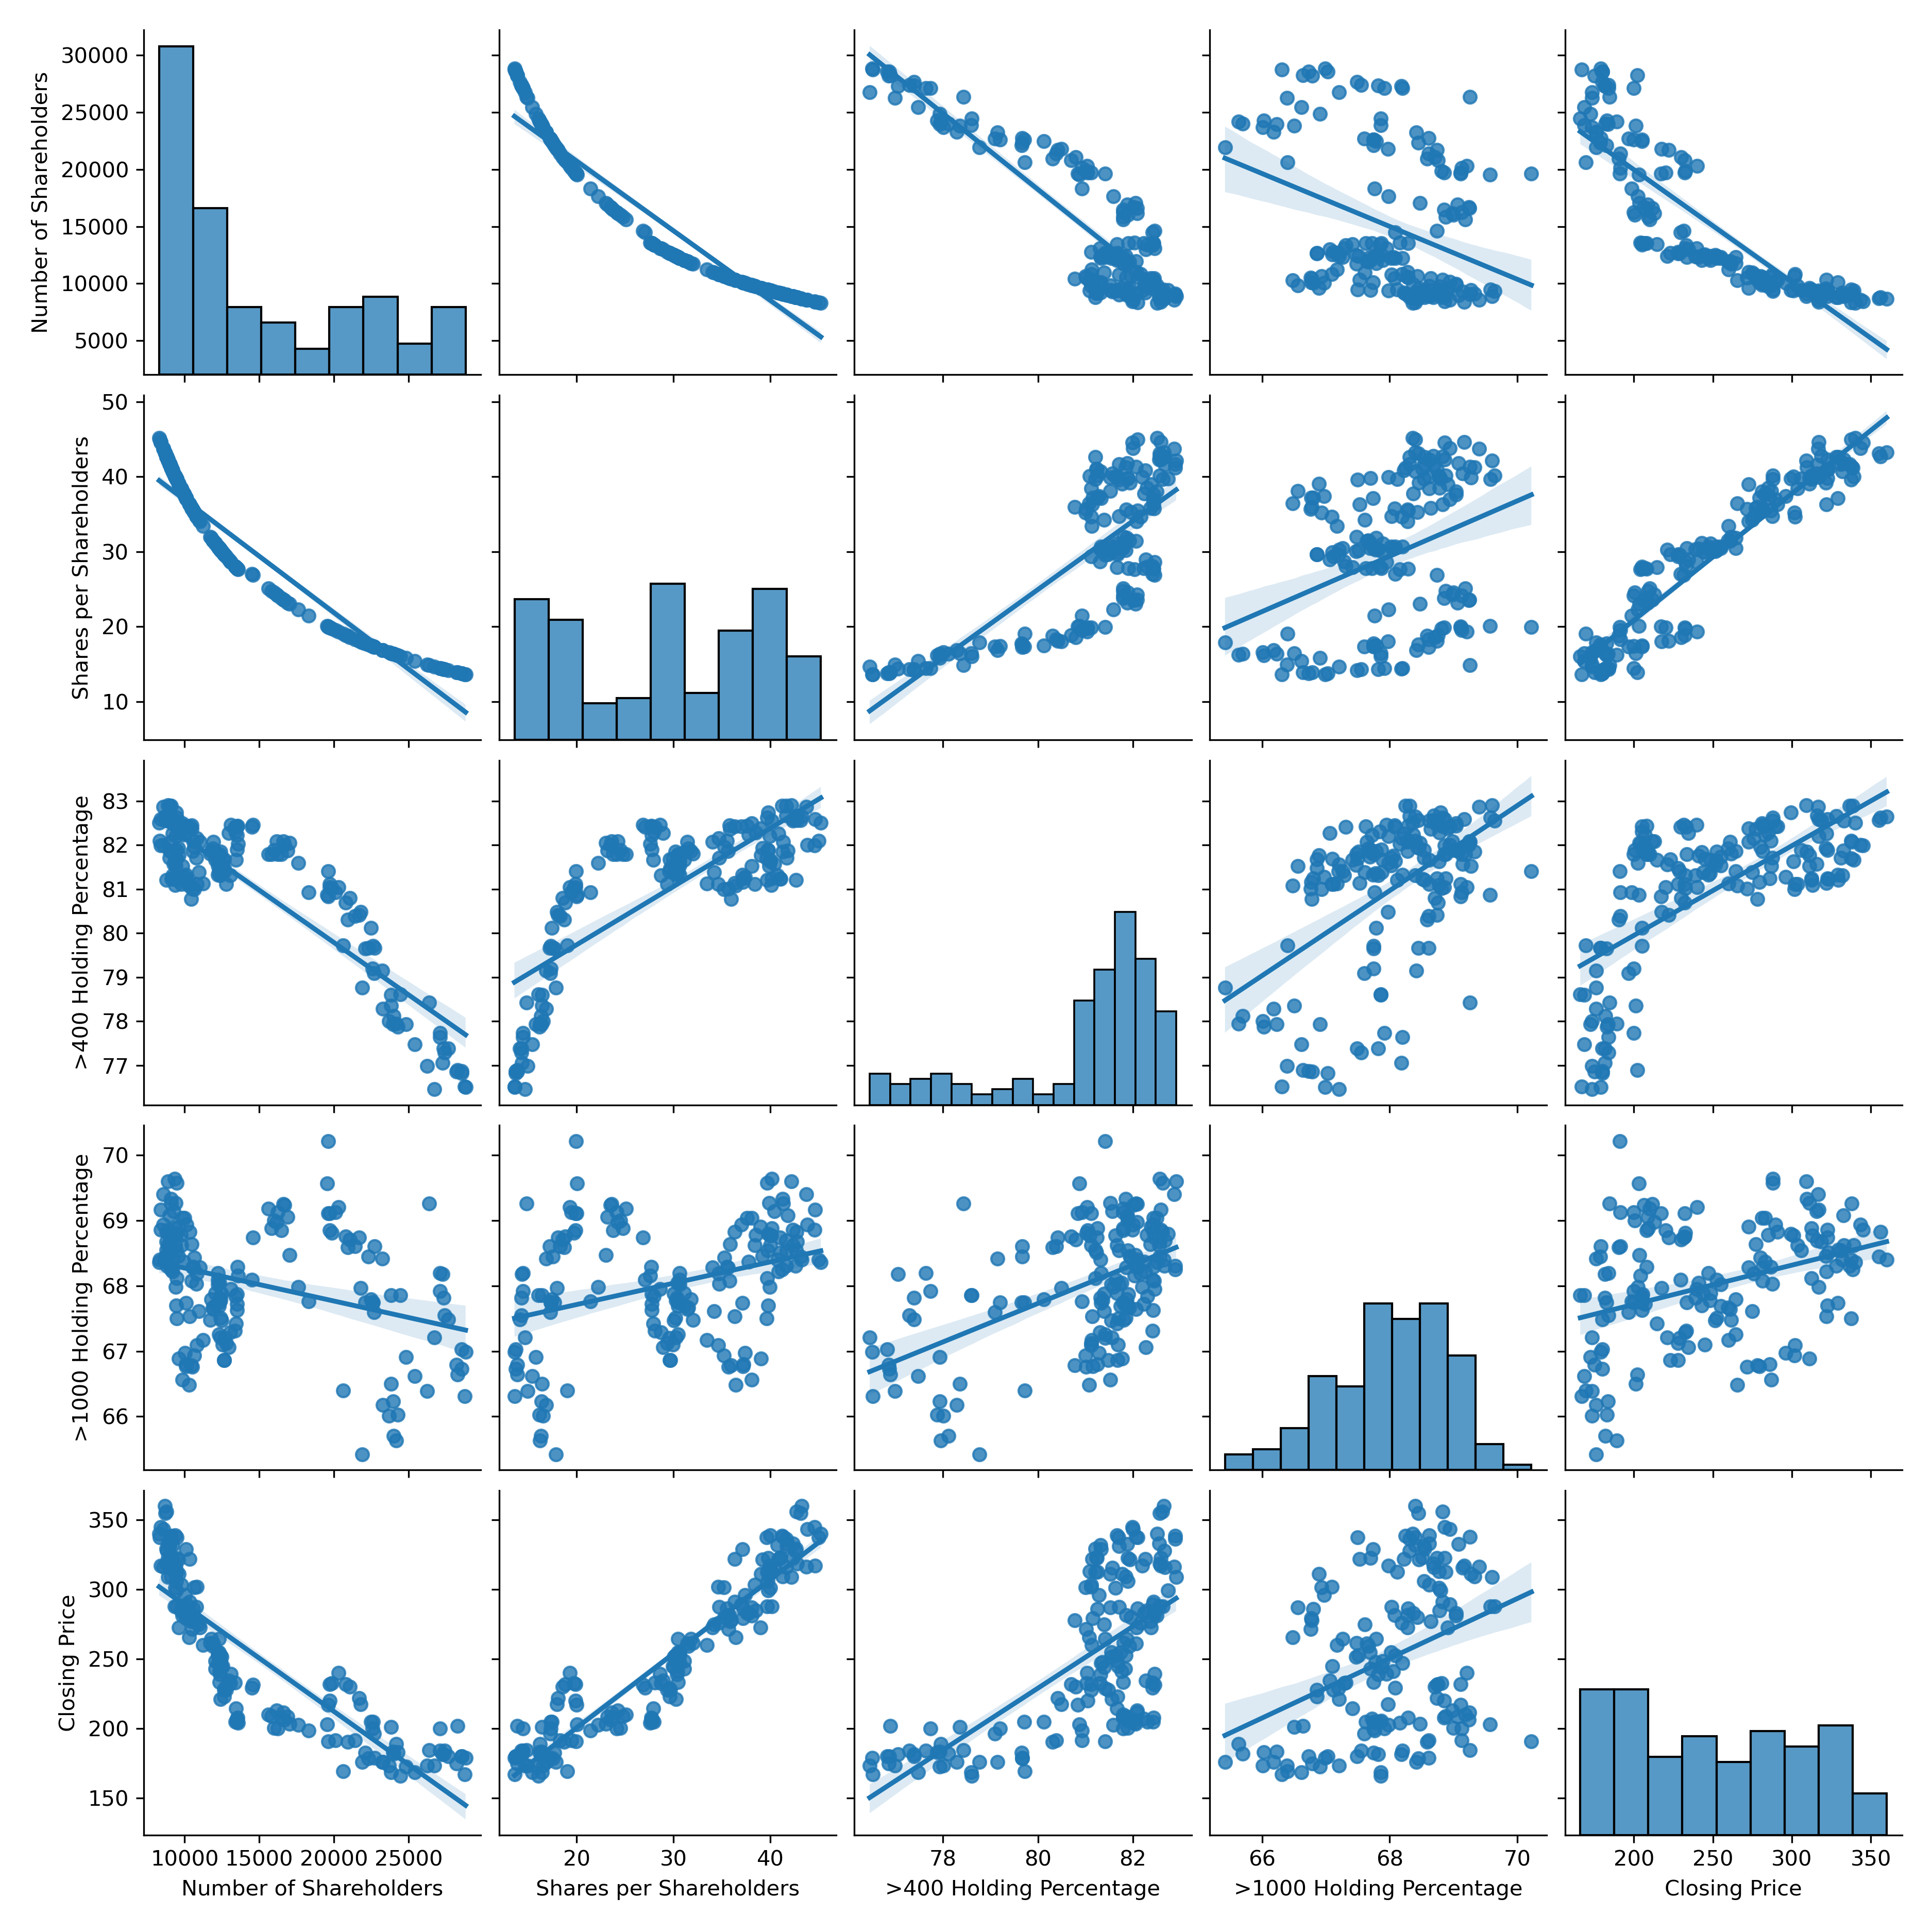 30000
25000
20000
15000
10000
5000
Number of Shareholders
50
40
30
20
10
Shares per Shareholders
83
82
81
80
79
78
77
>400 Holding Percentage
70
69
68
67
66
>1000 Holding Percentage
350
300
250
200
150
Closing Price
10000 15000 20000 25000
Number of Shareholders
20 30 40
Shares per Shareholders
78 80 82
>400 Holding Percentage
66 68 70
>1000 Holding Percentage
200 250 300 350
Closing Price